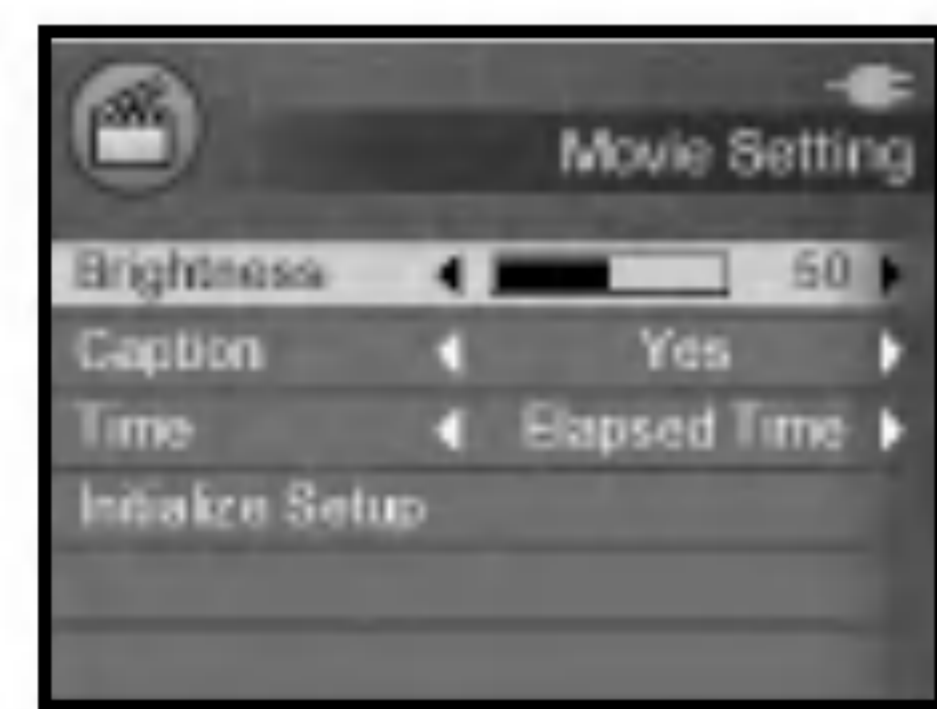 Movie Setting
Brightness 50
Caption Yes
Time Elapsed Time
Initialize Setup